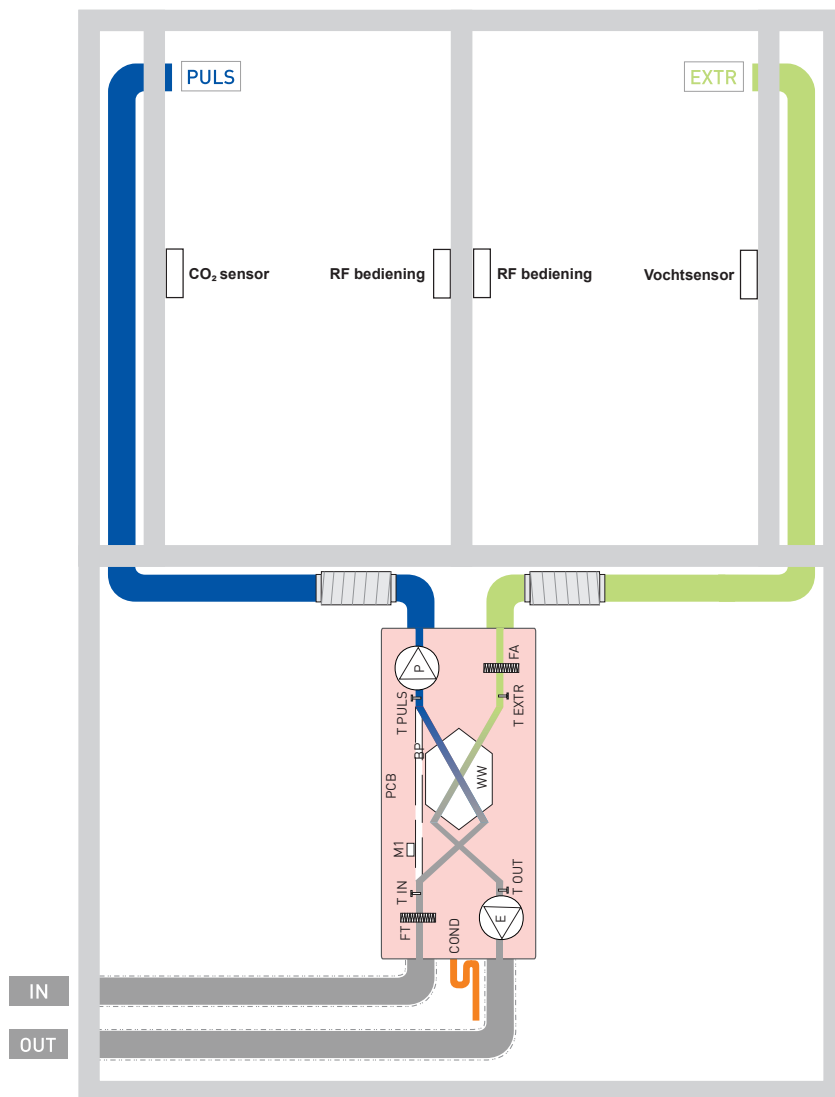 PULS
EXTR
CO₂ sensor
RF bediening
RF bediening
Vochtsensor
P
FA
T PULS
T EXTR
BP
PCB
WW
M1
T IN
T OUT
FT
E
COND
IN
OUT